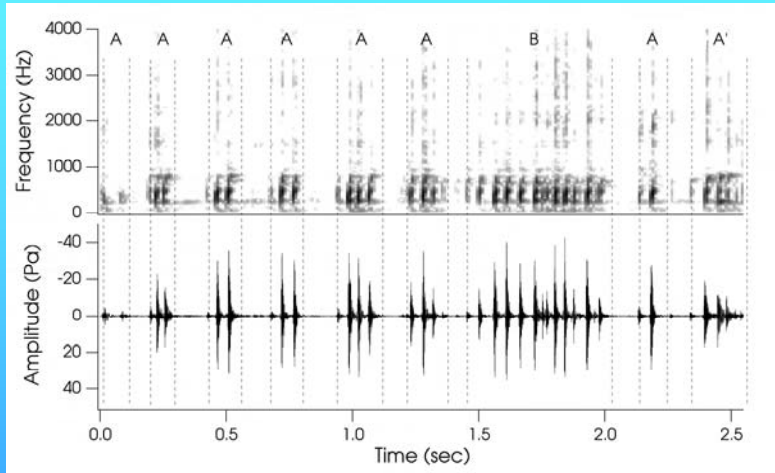 4000 A A A A A A B A A'
3000
2000
1000
0
Frequency (Hz)
-40
-20
0
20
40
Amplitude (Pa)
0.0 0.5 1.0 1.5 2.0 2.5
Time (sec)